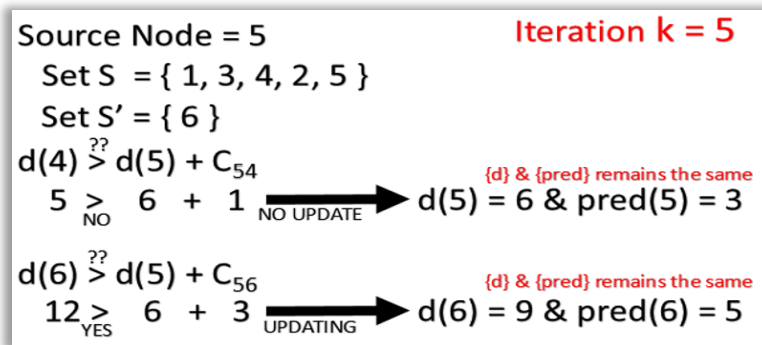 Source Node = 5
Iteration k = 5
Set S = { 1, 3, 4, 2, 5 }
Set S' = { 6 }
??
d(4) > d(5) + C54
{d} & {pred} remains the same
5 > 6 + 1
NO
NO UPDATE
d(5) = 6 & pred(5) = 3
??
d(6) > d(5) + C56
{d} & {pred} remains the same
12 > 6 + 3
YES
UPDATING
d(6) = 9 & pred(6) = 5